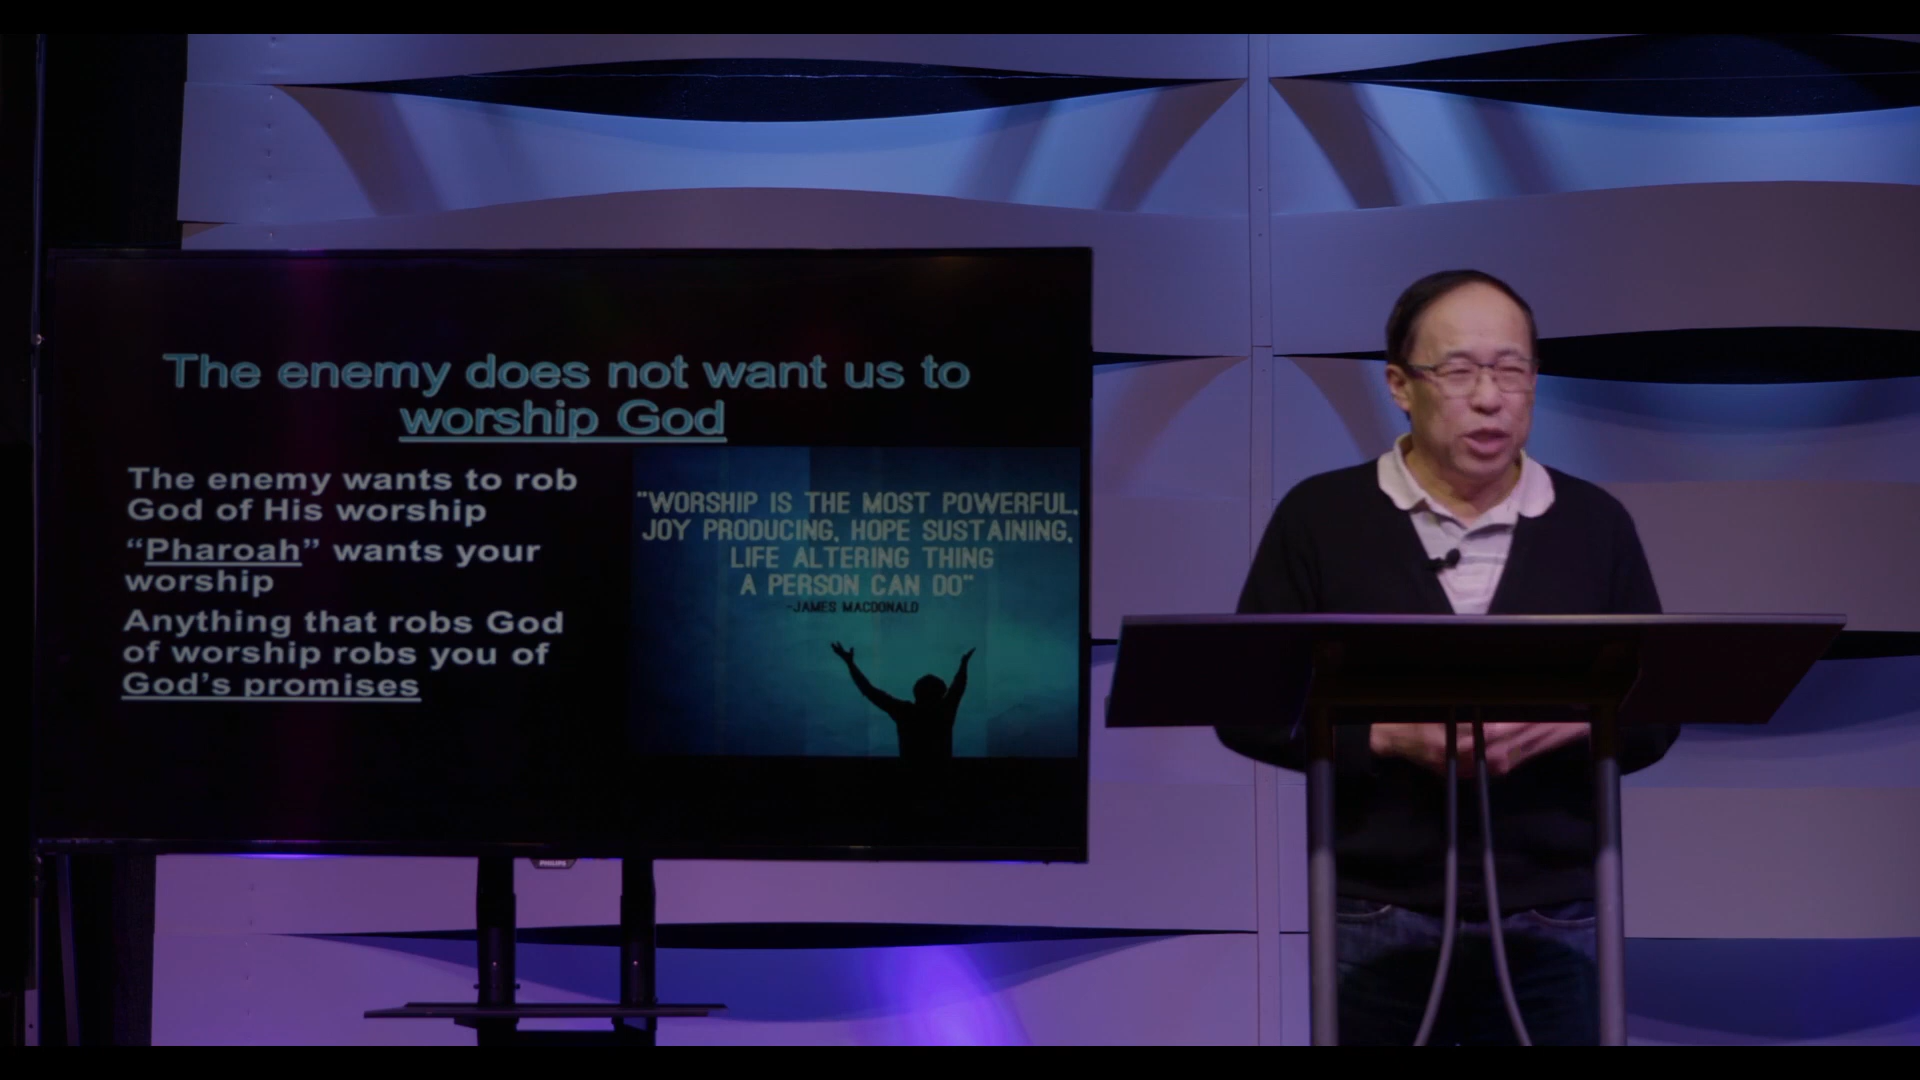 The enemy does not want us to
worship God
The enemy wants to rob
God of His worship
“Pharoah” wants your
worship
Anything that robs God
of worship robs you of
God’s promises
"WORSHIP IS THE MOST POWERFUL,
JOY PRODUCING, HOPE SUSTAINING,
LIFE ALTERING THING
A PERSON CAN DO"
-JAMES MACDONALD
PHILIPS